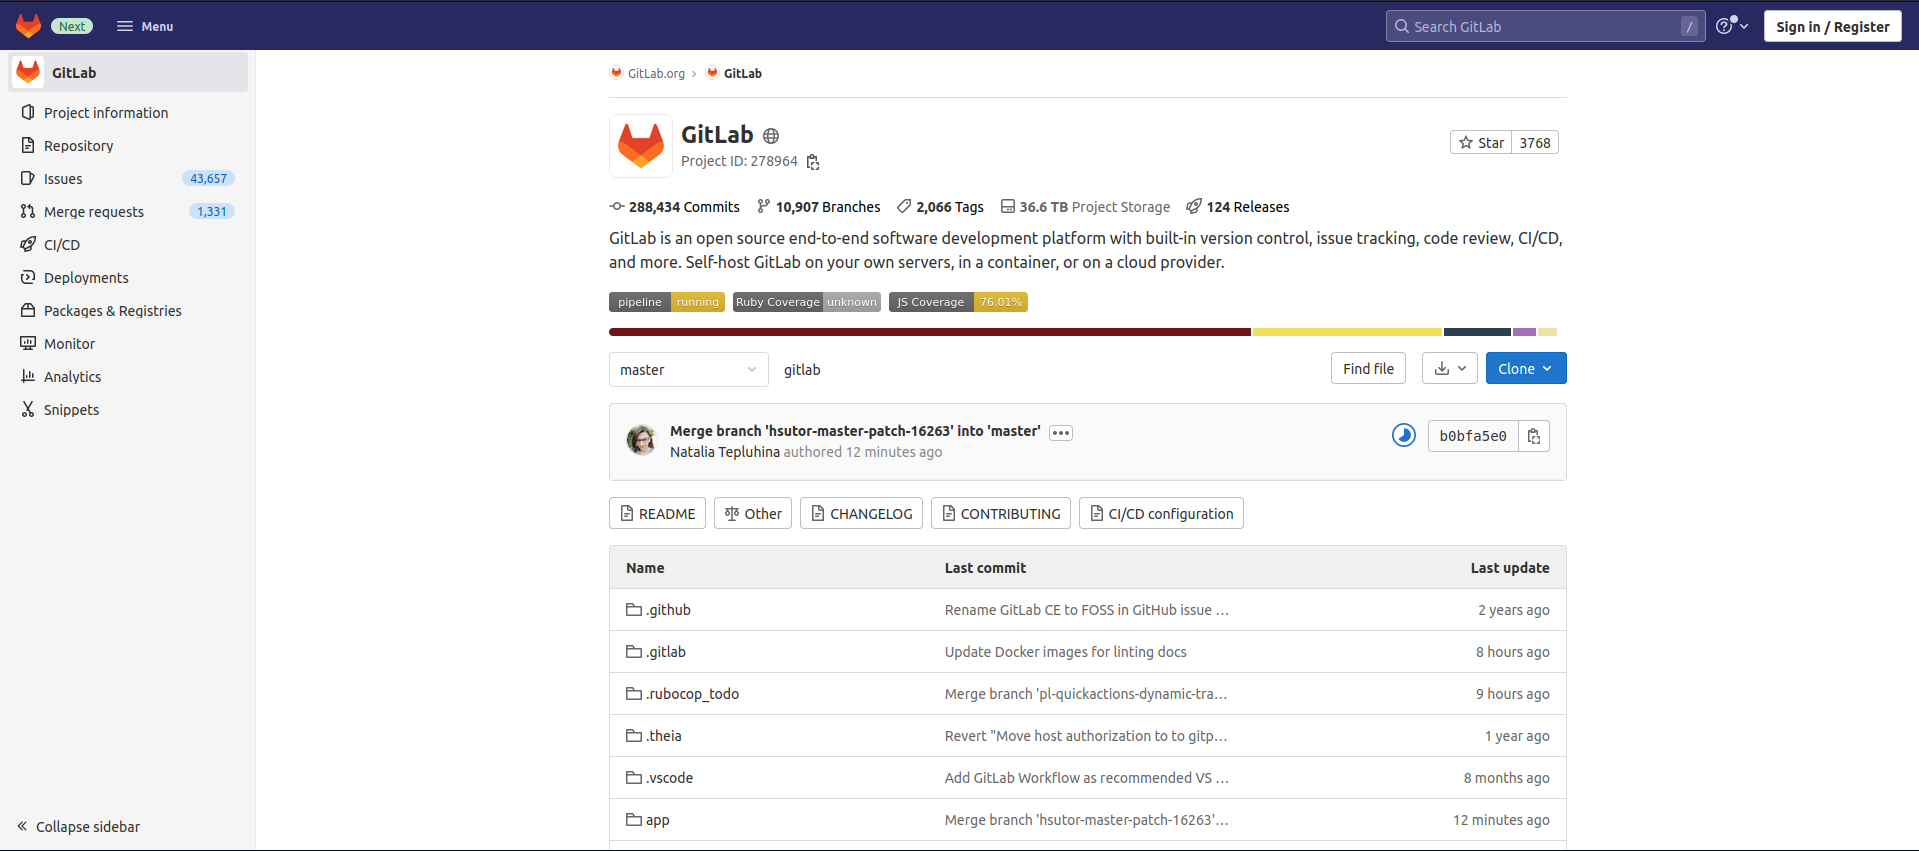 Next Menu Search GitLab / Sign in / Register
GitLab
Project information
Repository
Issues 43,657
Merge requests 1,331
CI/CD
Deployments
Packages & Registries
Monitor
Analytics
Snippets
Collapse sidebar
GitLab.org › GitLab
GitLab
Project ID: 278964
Star 3768
288,434 Commits 10,907 Branches 2,066 Tags 36.6 TB Project Storage 124 Releases
GitLab is an open source end-to-end software development platform with built-in version control, issue tracking, code review, CI/CD,
and more. Self-host GitLab on your own servers, in a container, or on a cloud provider.
pipeline running Ruby Coverage unknown JS Coverage 76.01%
master gitlab Find file Clone
Merge branch 'hsutor-master-patch-16263' into 'master'
Natalia Tepluhina authored 12 minutes ago
b0bfa5e0
README Other CHANGELOG CONTRIBUTING CI/CD configuration
Name Last commit Last update
.github Rename GitLab CE to FOSS in GitHub issue … 2 years ago
.gitlab Update Docker images for linting docs 8 hours ago
.rubocop_todo Merge branch 'pl-quickactions-dynamic-tra… 9 hours ago
.theia Revert "Move host authorization to to gitp… 1 year ago
.vscode Add GitLab Workflow as recommended VS … 8 months ago
app Merge branch 'hsutor-master-patch-16263'… 12 minutes ago